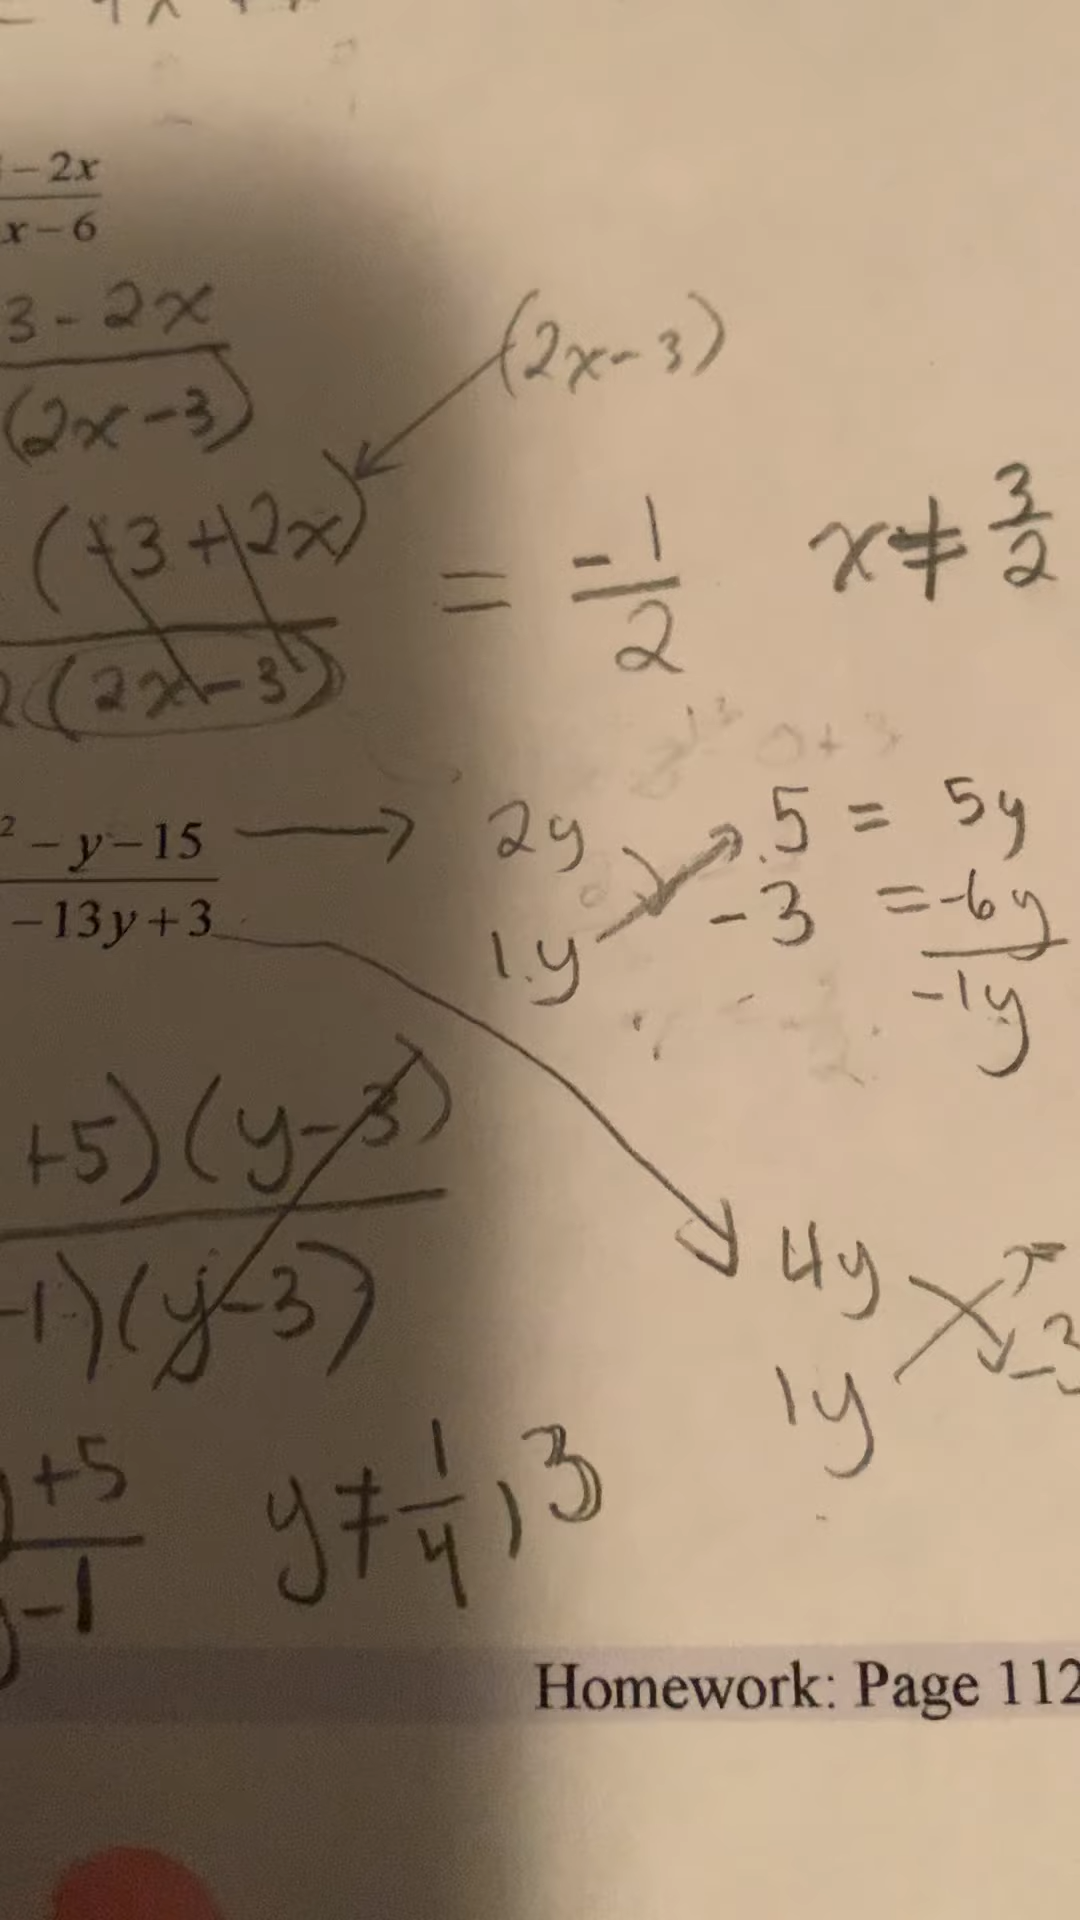 - 2x
x - 6
3 - 2x
(2x - 3)
(2x - 3)
(-3 + 2x)
= -1/2
x ≠ 3/2
2(2x - 3)
² - y - 15
- 13y + 3
2y 5 = 5y
1y -3 = -6y
-1y
+5)(y - 3)
-1)(y - 3)
4y
1y -3
+5
y - 1
y ≠ 1/4, 3
Homework: Page 112